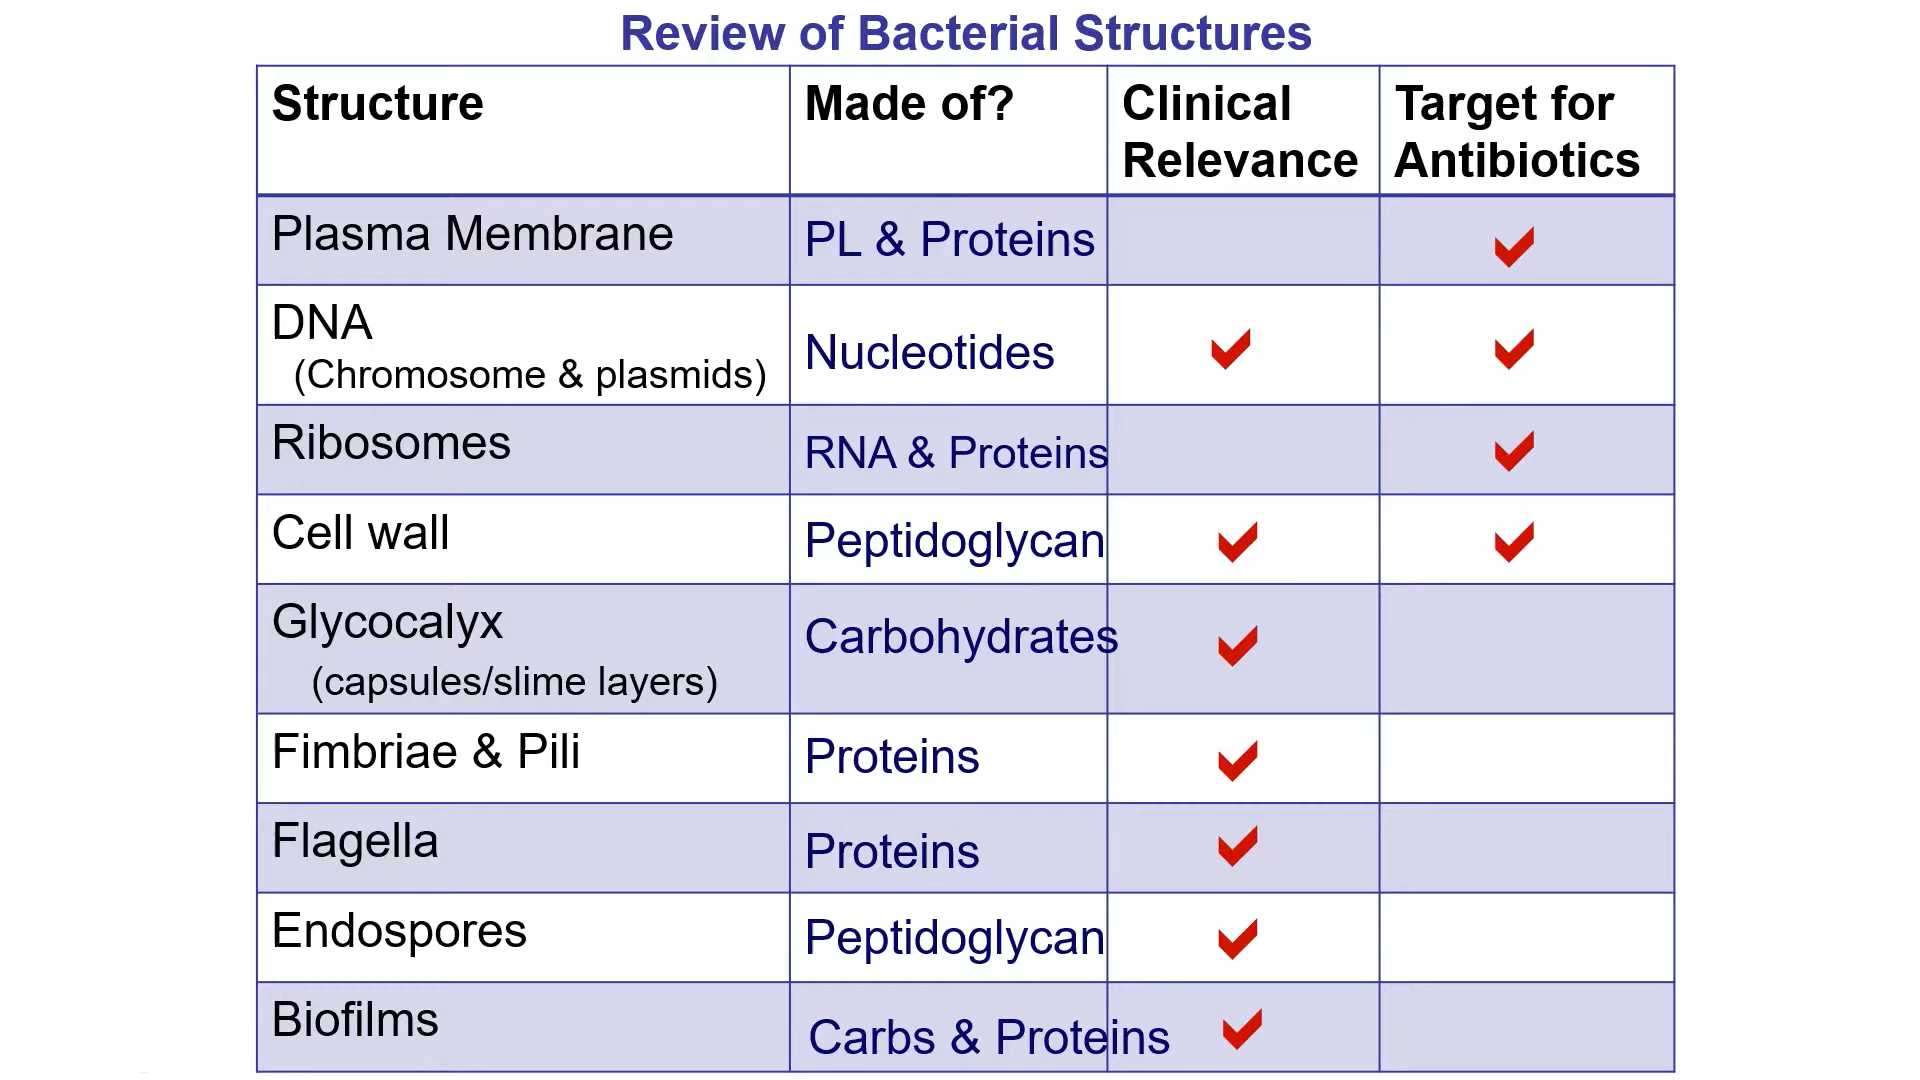 Review of Bacterial Structures
Structure
Made of?
Clinical
Relevance
Target for
Antibiotics
Plasma Membrane
PL & Proteins
DNA
(Chromosome & plasmids)
Nucleotides
Ribosomes
RNA & Proteins
Cell wall
Peptidoglycan
Glycocalyx
(capsules/slime layers)
Carbohydrates
Fimbriae & Pili
Proteins
Flagella
Proteins
Endospores
Peptidoglycan
Biofilms
Carbs & Proteins